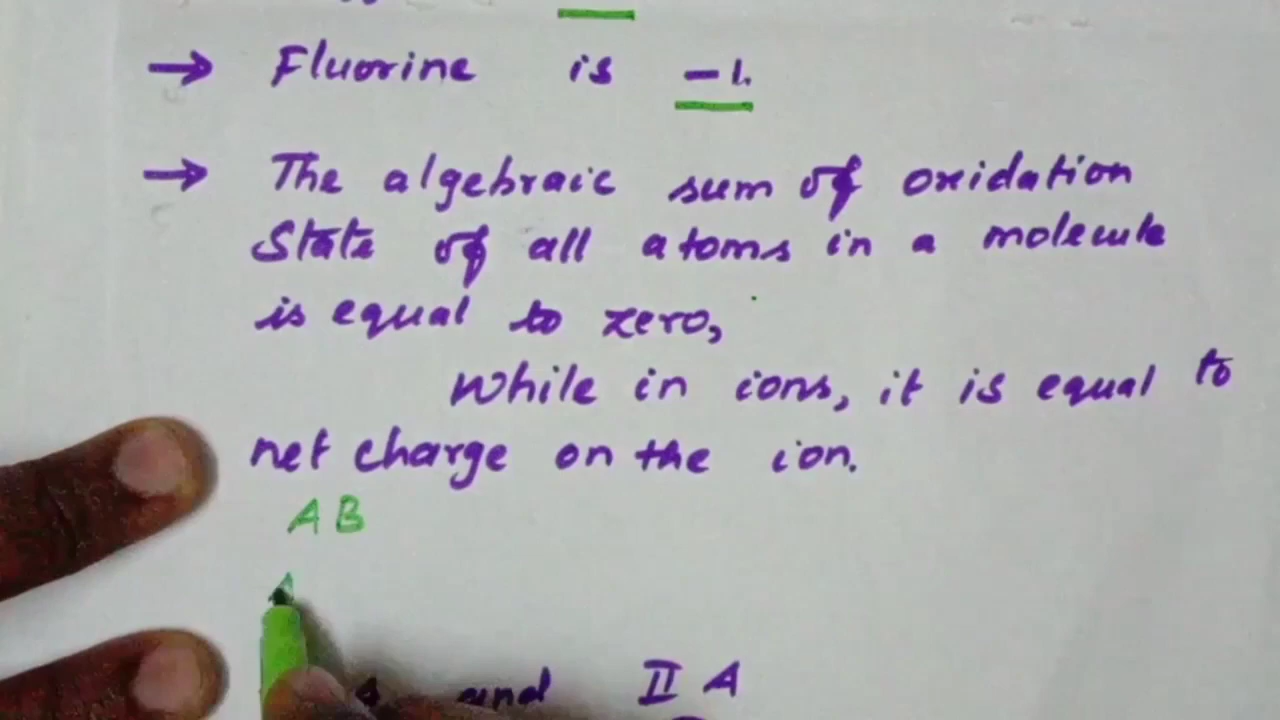 → Fluorine is -1.
→ The algebraic sum of oxidation
State of all atoms in a molecule
is equal to zero,
While in ions, it is equal to
net charge on the ion.
A B
A
and II A